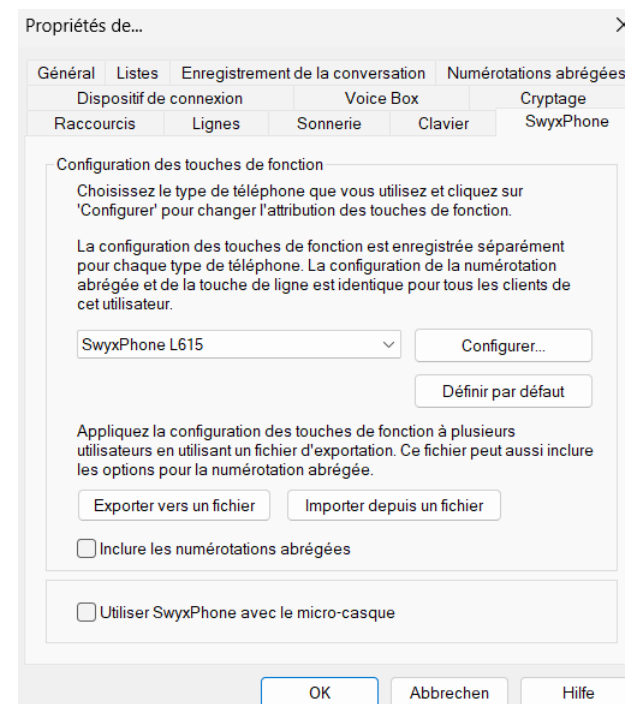 Propriétés de...
Général Listes Enregistrement de la conversation Numérotations abrégées
Dispositif de connexion Voice Box Cryptage
Raccourcis Lignes Sonnerie Clavier SwyxPhone
Configuration des touches de fonction
Choisissez le type de téléphone que vous utilisez et cliquez sur
'Configurer' pour changer l'attribution des touches de fonction.
La configuration des touches de fonction est enregistrée séparément
pour chaque type de téléphone. La configuration de la numérotation
abrégée et de la touche de ligne est identique pour tous les clients de
cet utilisateur.
SwyxPhone L615 Configurer...
Définir par défaut
Appliquez la configuration des touches de fonction à plusieurs
utilisateurs en utilisant un fichier d'exportation. Ce fichier peut aussi inclure
les options pour la numérotation abrégée.
Exporter vers un fichier Importer depuis un fichier
Inclure les numérotations abrégées
Utiliser SwyxPhone avec le micro-casque
OK Abbrechen Hilfe